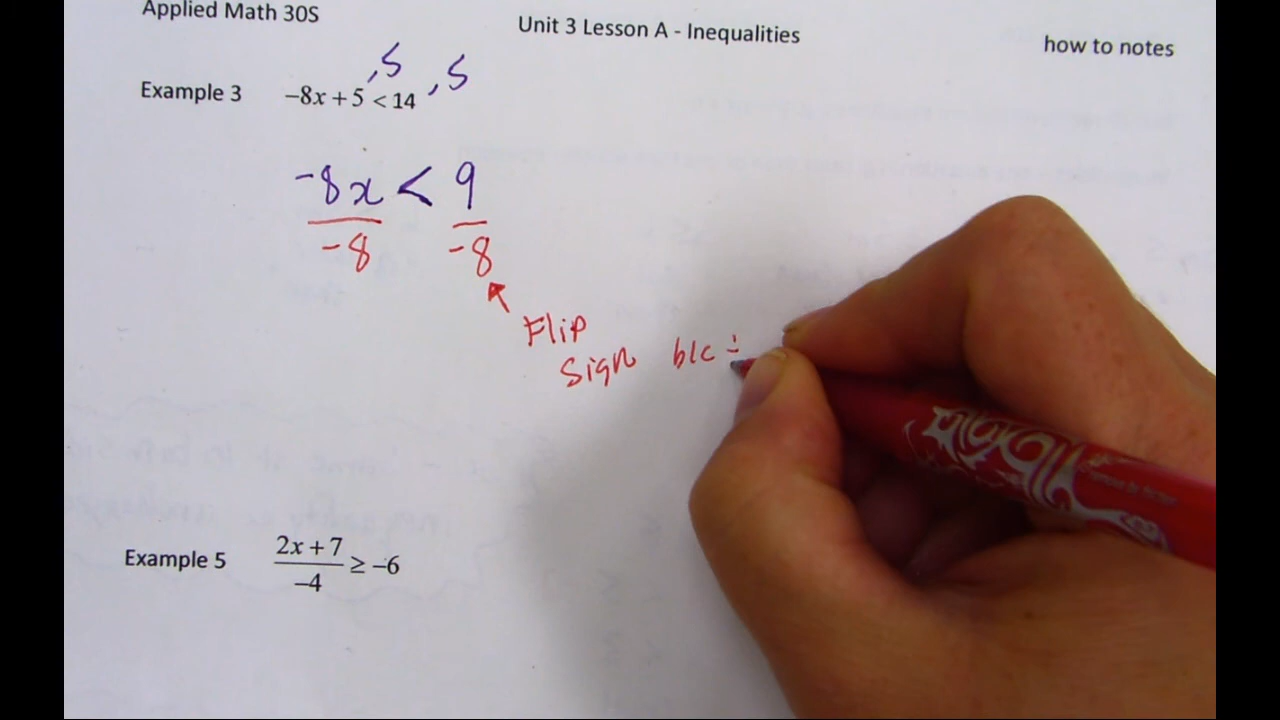 Applied Math 30S
Unit 3 Lesson A - Inequalities
how to notes
,5 ,5
Example 3 −8x + 5 < 14
-8x < 9
-8 -8
Flip
Sign b/c ÷
Example 5 2x + 7
−4 ≥ −6